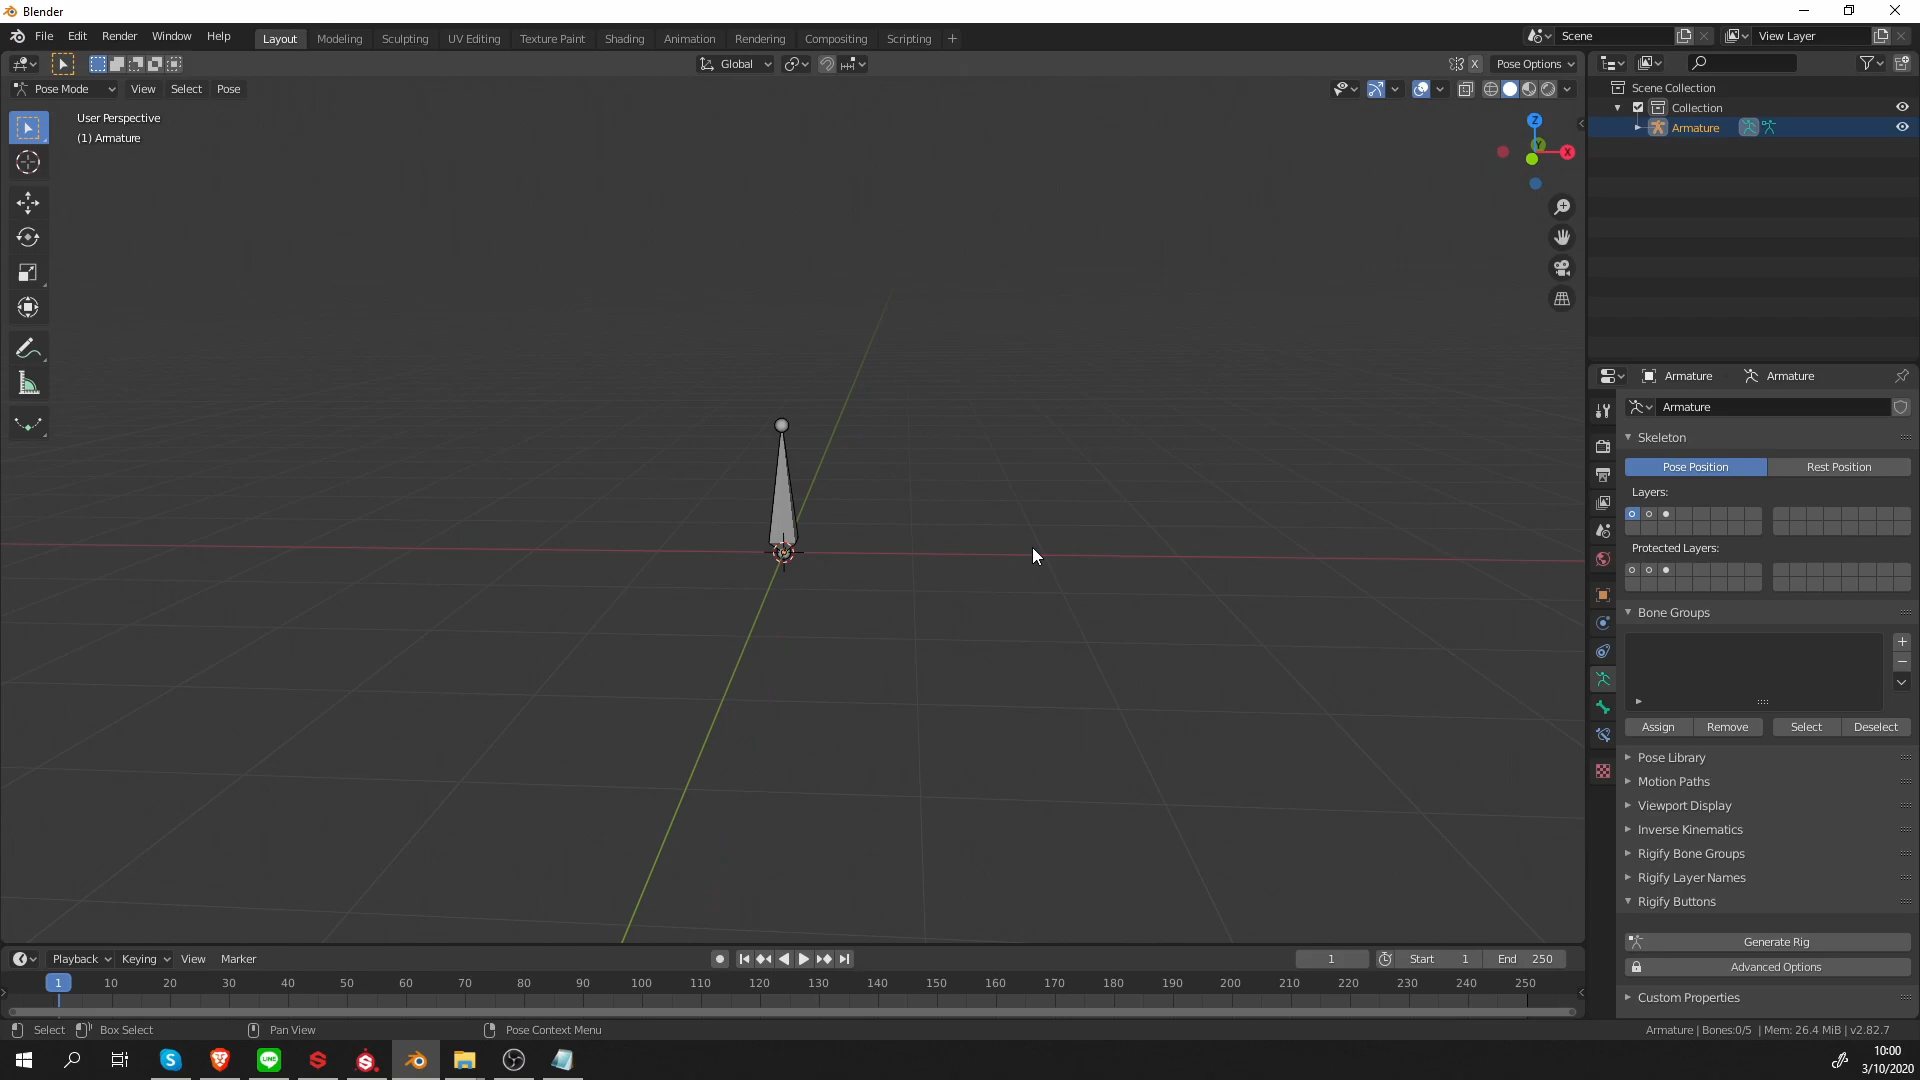 Blender
File Edit Render Window Help
Layout Modeling Sculpting UV Editing Texture Paint Shading Animation Rendering Compositing Scripting +
Scene
View Layer
Global
X
Pose Options
Pose Mode View Select Pose
User Perspective
(1) Armature
Z
Y
X
Scene Collection
Collection
Armature
Armature Armature
Armature
Skeleton
Pose Position Rest Position
Layers:
Protected Layers:
Bone Groups
Assign Remove Select Deselect
Pose Library
Motion Paths
Viewport Display
Inverse Kinematics
Rigify Bone Groups
Rigify Layer Names
Rigify Buttons
Generate Rig
Advanced Options
Custom Properties
Playback Keying View Marker
1 Start 1 End 250
1 10 20 30 40 50 60 70 80 90 100 110 120 130 140 150 160 170 180 190 200 210 220 230 240 250
Select Box Select Pan View Pose Context Menu
Armature | Bones:0/5 | Mem: 26.4 MiB | v2.82.7
LINE
10:00
3/10/2020